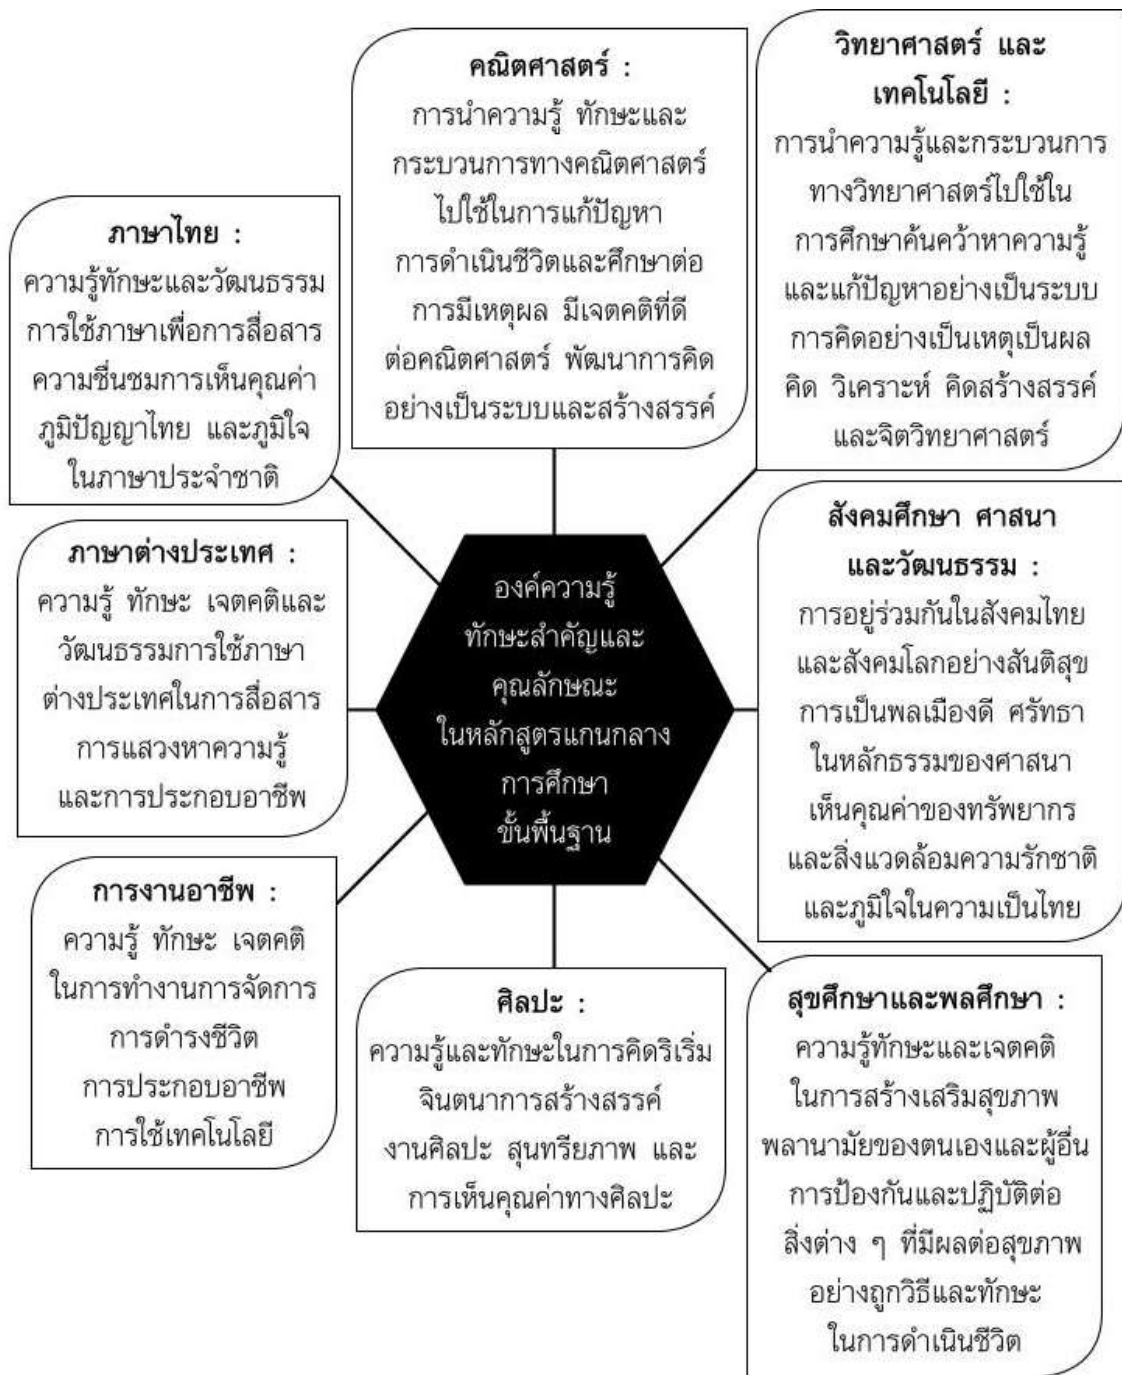 คณิตศาสตร์ :
การนำความรู้ ทักษะและ
กระบวนการทางคณิตศาสตร์
ไปใช้ในการแก้ปัญหา
การดำเนินชีวิตและศึกษาต่อ
การมีเหตุผล มีเจตคติที่ดี
ต่อคณิตศาสตร์ พัฒนาการคิด
อย่างเป็นระบบและสร้างสรรค์
วิทยาศาสตร์ และ
เทคโนโลยี :
การนำความรู้และกระบวนการ
ทางวิทยาศาสตร์ไปใช้ใน
การศึกษาค้นคว้าหาความรู้
และแก้ปัญหาอย่างเป็นระบบ
การคิดอย่างเป็นเหตุเป็นผล
คิด วิเคราะห์ คิดสร้างสรรค์
และจิตวิทยาศาสตร์
ภาษาไทย :
ความรู้ทักษะและวัฒนธรรม
การใช้ภาษาเพื่อการสื่อสาร
ความชื่นชมการเห็นคุณค่า
ภูมิปัญญาไทย และภูมิใจ
ในภาษาประจำชาติ
ภาษาต่างประเทศ :
ความรู้ ทักษะ เจตคติและ
วัฒนธรรมการใช้ภาษา
ต่างประเทศในการสื่อสาร
การแสวงหาความรู้
และการประกอบอาชีพ
องค์ความรู้
ทักษะสำคัญและ
คุณลักษณะ
ในหลักสูตรแกนกลาง
การศึกษา
ขั้นพื้นฐาน
สังคมศึกษา ศาสนา
และวัฒนธรรม :
การอยู่ร่วมกันในสังคมไทย
และสังคมโลกอย่างสันติสุข
การเป็นพลเมืองดี ศรัทธา
ในหลักธรรมของศาสนา
เห็นคุณค่าของทรัพยากร
และสิ่งแวดล้อมความรักชาติ
และภูมิใจในความเป็นไทย
การงานอาชีพ :
ความรู้ ทักษะ เจตคติ
ในการทำงานการจัดการ
การดำรงชีวิต
การประกอบอาชีพ
การใช้เทคโนโลยี
ศิลปะ :
ความรู้และทักษะในการคิดริเริ่ม
จินตนาการสร้างสรรค์
งานศิลปะ สุนทรียภาพ และ
การเห็นคุณค่าทางศิลปะ
สุขศึกษาและพลศึกษา :
ความรู้ทักษะและเจตคติ
ในการสร้างเสริมสุขภาพ
พลานามัยของตนเองและผู้อื่น
การป้องกันและปฏิบัติต่อ
สิ่งต่าง ๆ ที่มีผลต่อสุขภาพ
อย่างถูกวิธีและทักษะ
ในการดำเนินชีวิต